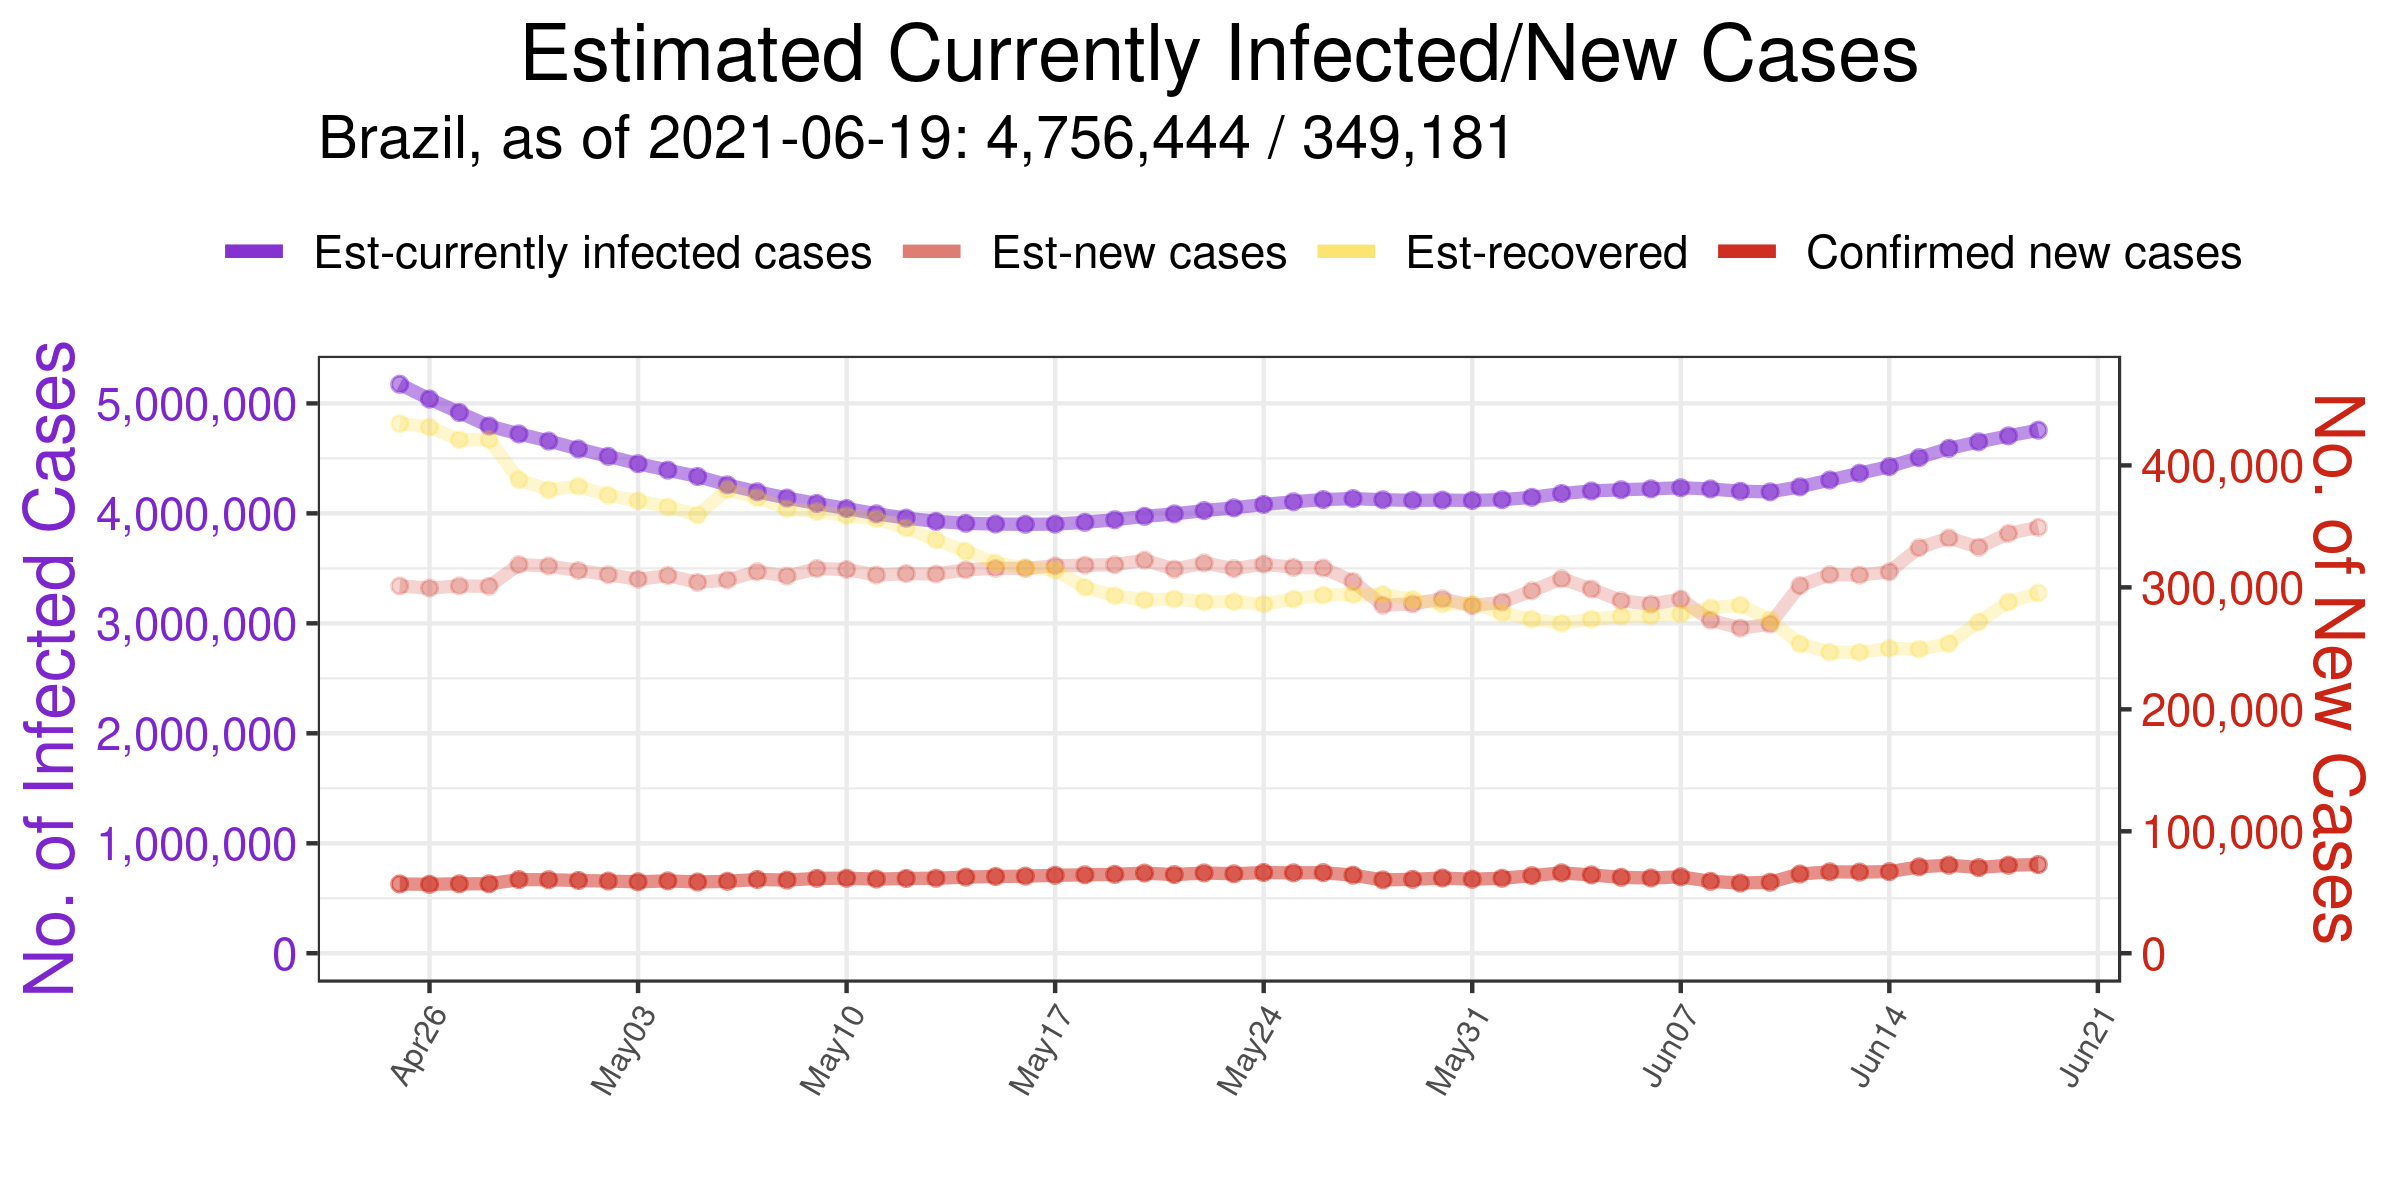 Estimated Currently Infected/New Cases
Brazil, as of 2021-06-19: 4,756,444 / 349,181
Est-currently infected cases Est-new cases Est-recovered Confirmed new cases
No. of Infected Cases
5,000,000
4,000,000
3,000,000
2,000,000
1,000,000
0
400,000
300,000
200,000
100,000
0
No. of New Cases
Apr26 May03 May10 May17 May24 May31 Jun07 Jun14 Jun21